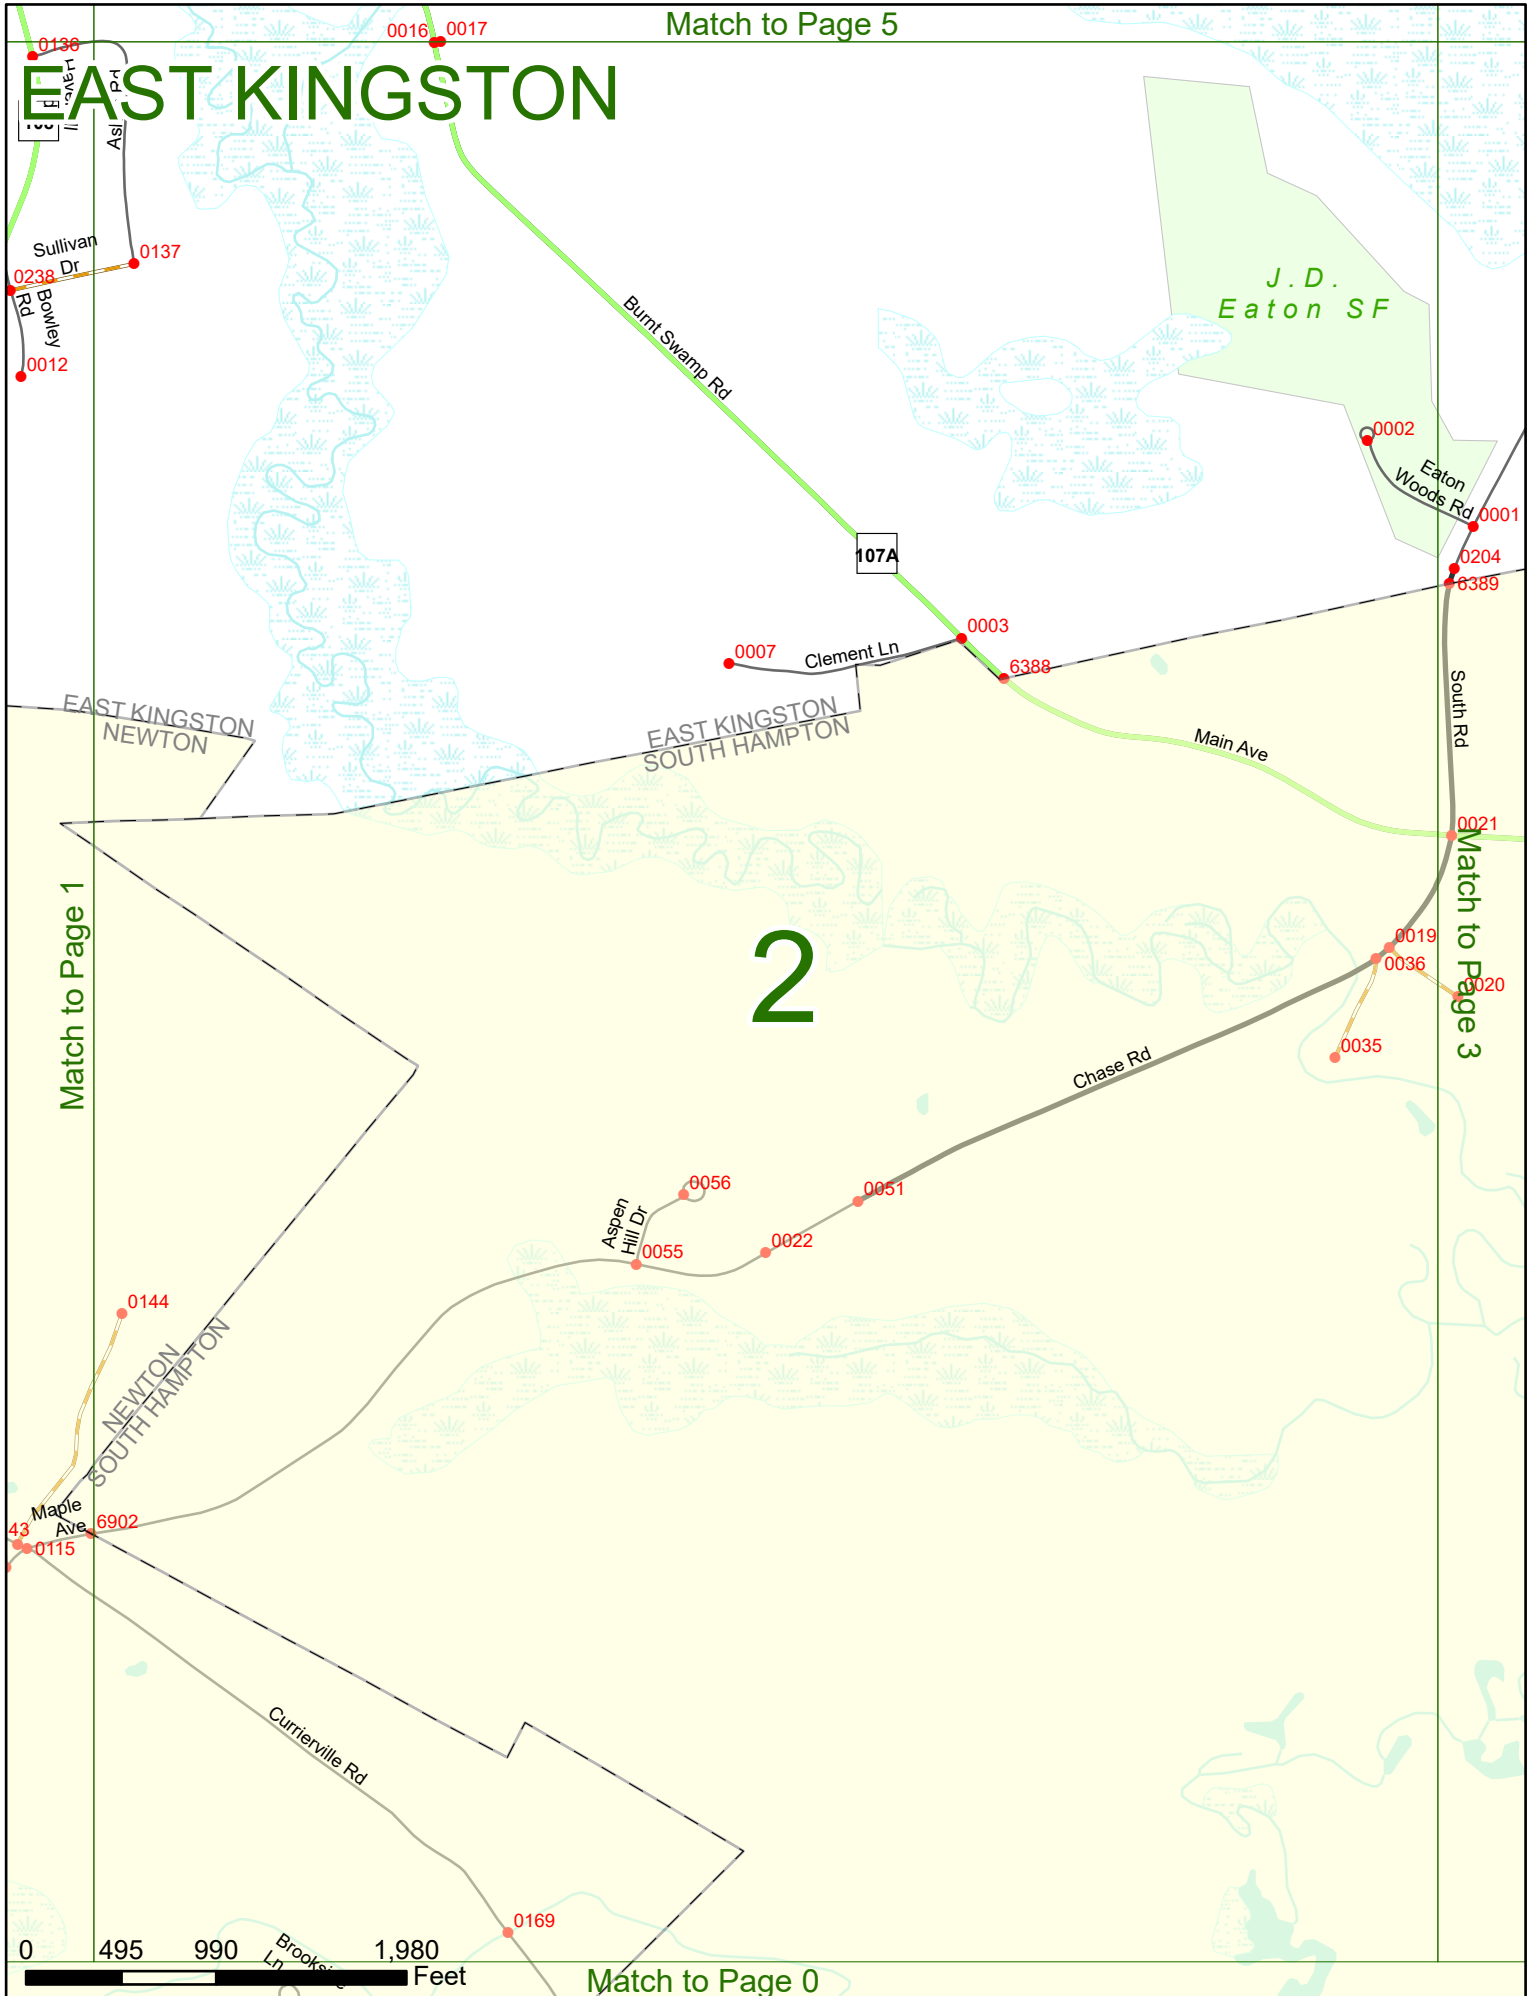 Match to Page 5
0016
0017
0136
EAST KINGSTON
Sullivan
Dr
0137
0238
Bowley
Rd
0012
J.D.
Eaton SF
Burnt Swamp Rd
0002
Eaton
Woods Rd
0001
107A
0204
6389
0003
0007
Clement Ln
6388
South Rd
EAST KINGSTON
NEWTON
EAST KINGSTON
SOUTH HAMPTON
Main Ave
0021
Match to Page 1
2
Match to Page 3
0019
0036
0020
0035
Chase Rd
0056
0051
Aspen
Hill Dr
0022
0055
0144
NEWTON
SOUTH HAMPTON
Maple
Ave
6902
43
0115
Currierville Rd
0169
0 495 990 1,980
Feet
Ln
Match to Page 0